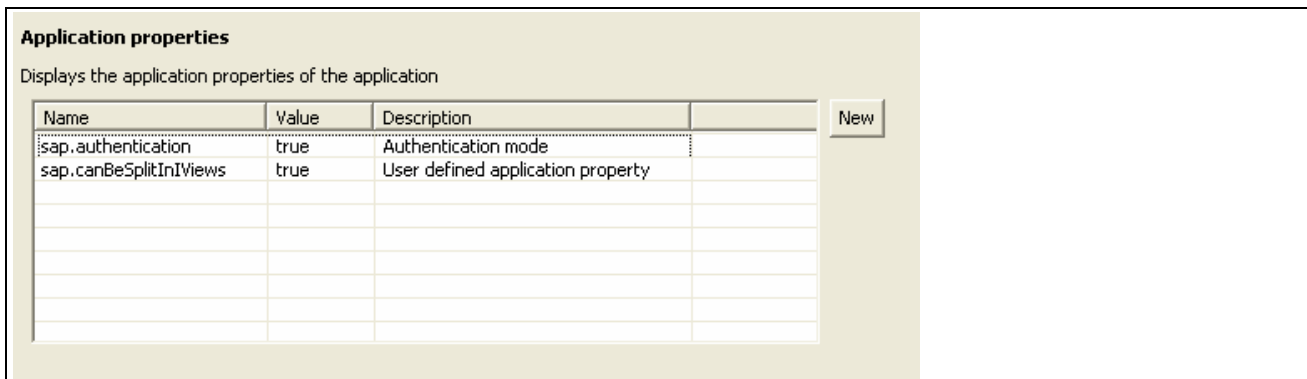 Application properties
Displays the application properties of the application
Name Value Description New
sap.authentication true Authentication mode
sap.canBeSplitInIViews true User defined application property